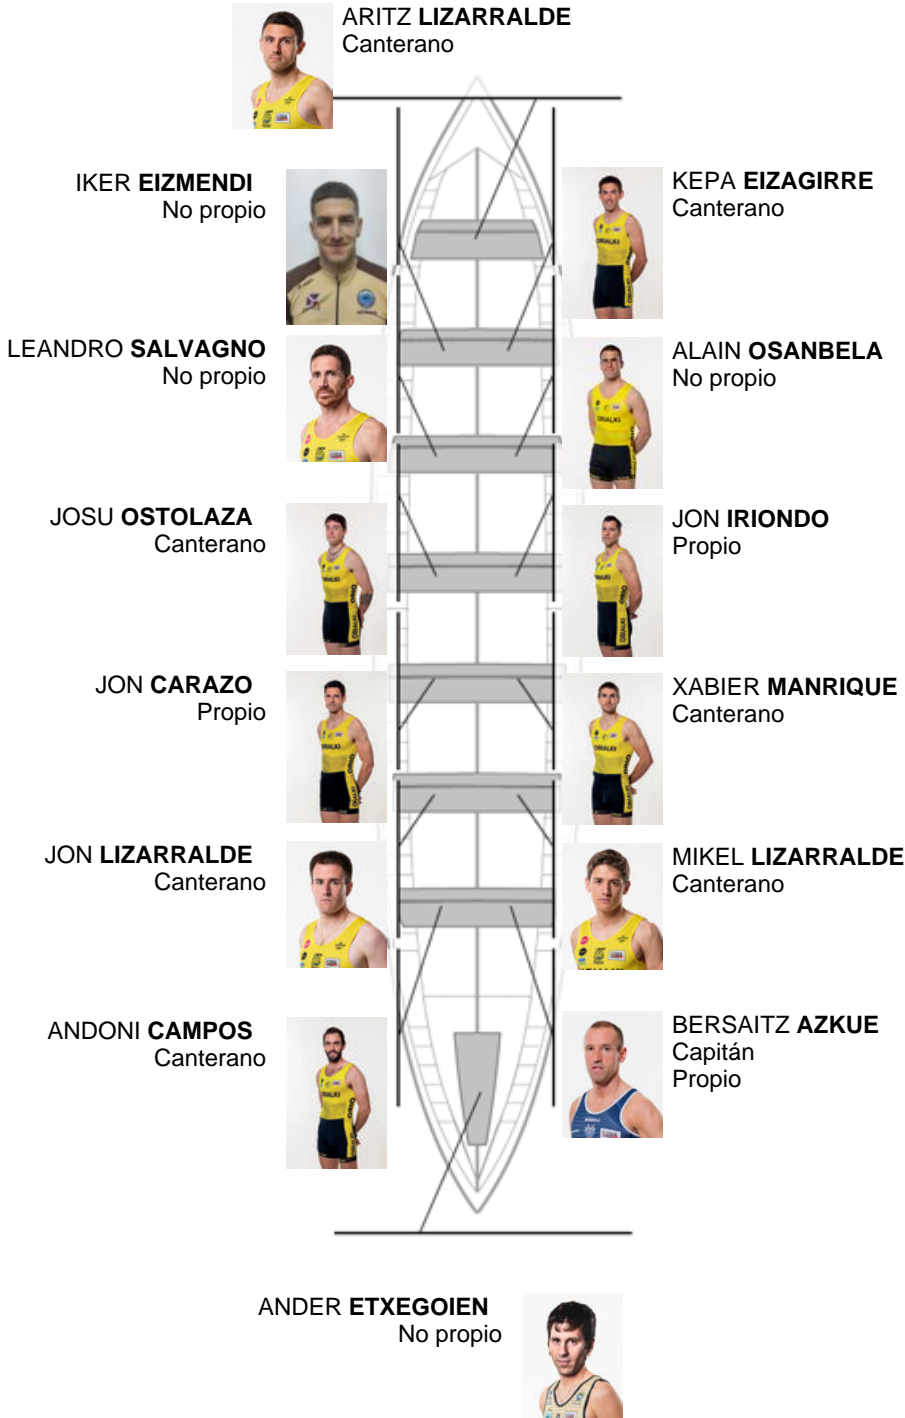 ARITZ LIZARRALDE
Canterano
IKER EIZMENDI
No propio
KEPA EIZAGIRRE
Canterano
LEANDRO SALVAGNO
No propio
ALAIN OSANBELA
No propio
JOSU OSTOLAZA
Canterano
JON IRIONDO
Propio
JON CARAZO
Propio
XABIER MANRIQUE
Canterano
JON LIZARRALDE
Canterano
MIKEL LIZARRALDE
Canterano
ANDONI CAMPOS
Canterano
BERSAITZ AZKUE
Capitán
Propio
ANDER ETXEGOIEN
No propio